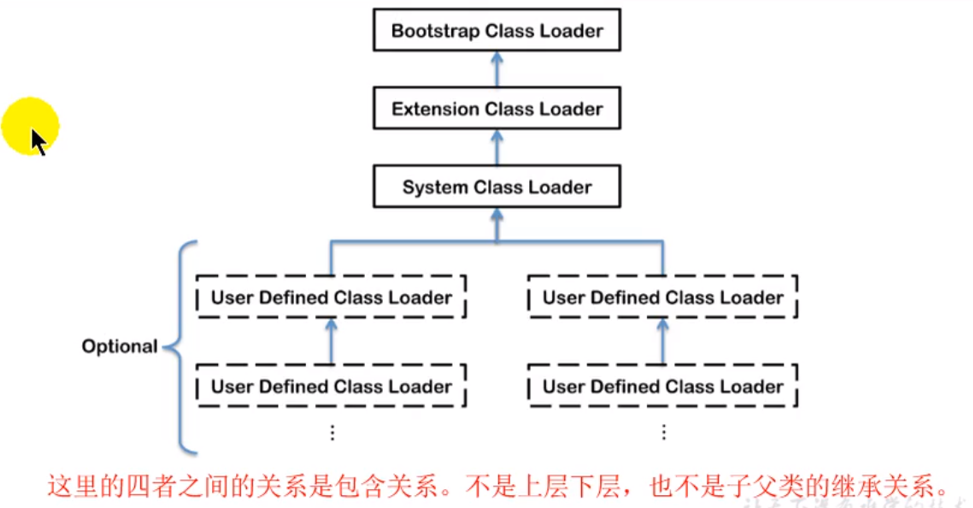 Bootstrap Class Loader
Extension Class Loader
System Class Loader
User Defined Class Loader
User Defined Class Loader
Optional
User Defined Class Loader
User Defined Class Loader
这里的四者之间的关系是包含关系。不是上层下层，也不是子父类的继承关系。